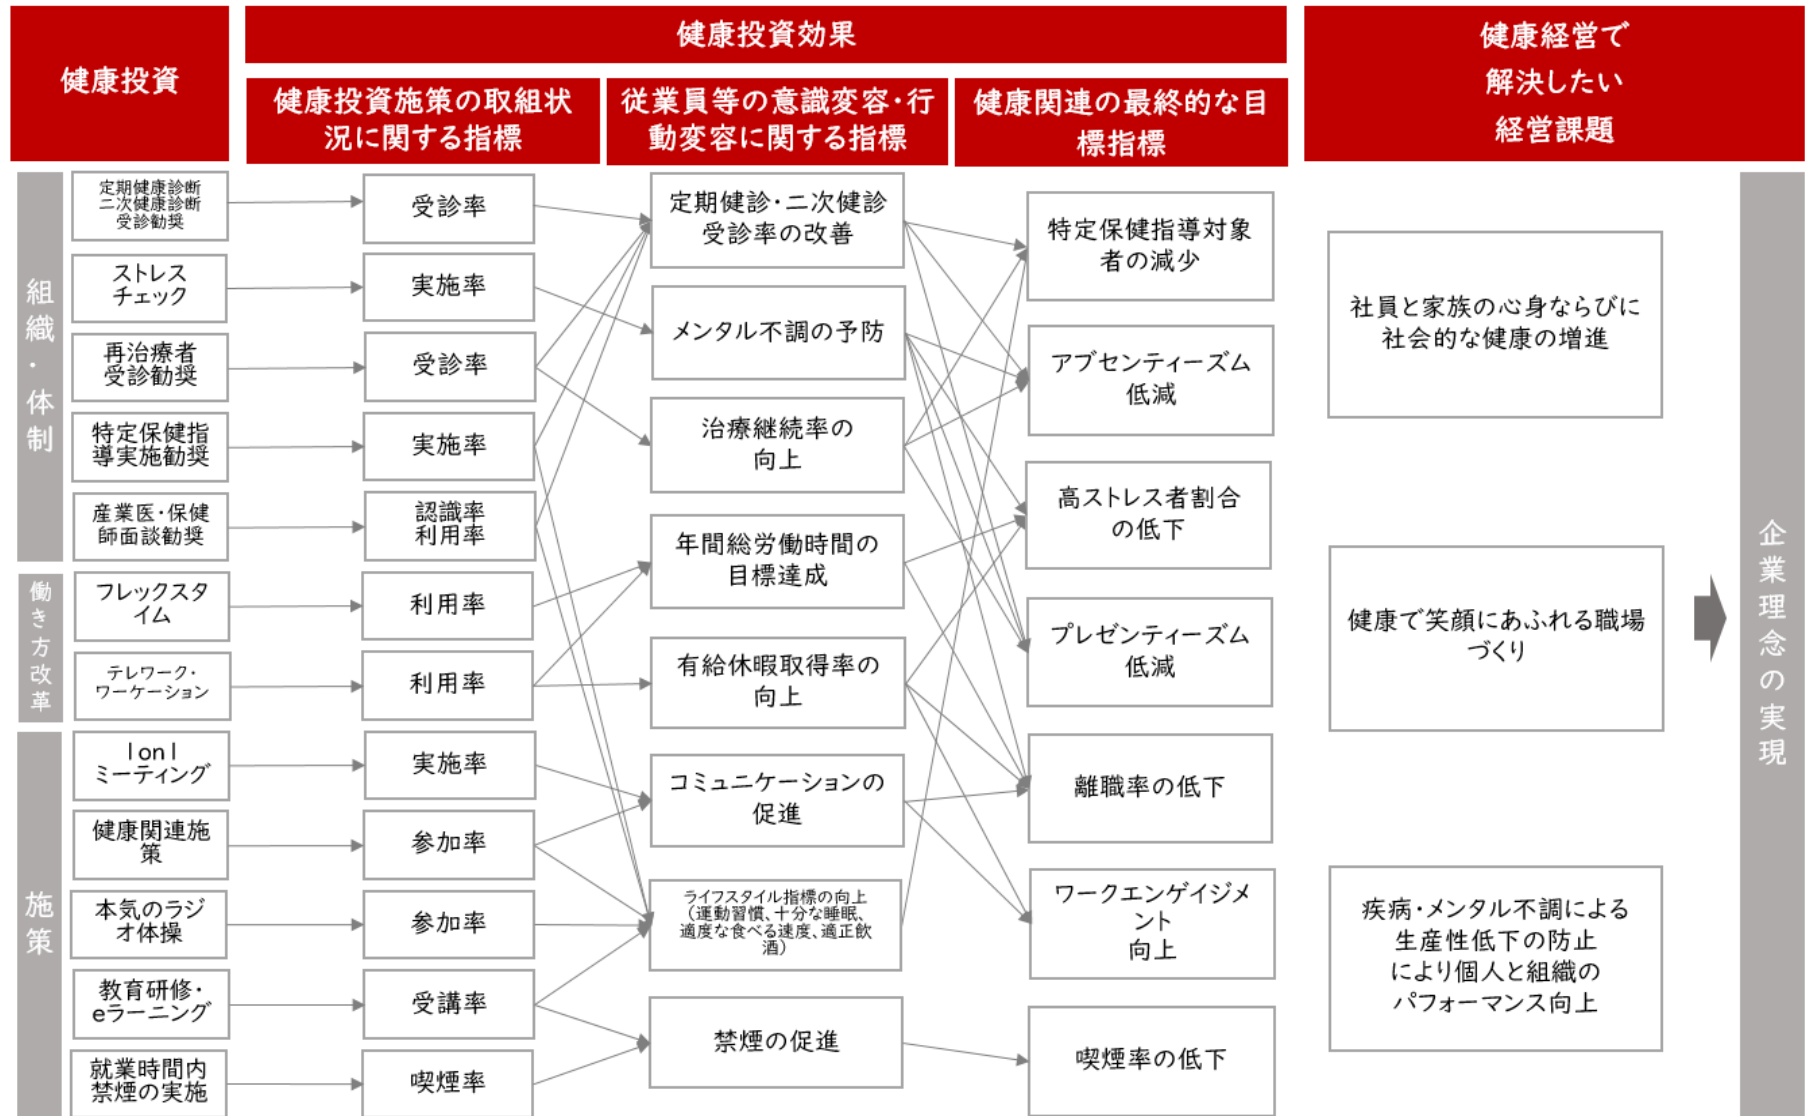 健康投資
健康投資効果
健康経営で
解決したい
経営課題
健康投資施策の取組状
況に関する指標
従業員等の意識変容・行
動変容に関する指標
健康関連の最終的な目
標指標
組織・体制
定期健康診断
二次健康診断
受診勧奨
ストレス
チェック
再治療者
受診勧奨
特定保健指
導実施勧奨
産業医・保健
師面談勧奨
働き方改革
フレックスタ
イム
テレワーク・
ワーケーション
施策
1on1
ミーティング
健康関連施
策
本気のラジ
オ体操
教育研修・
eラーニング
就業時間内
禁煙の実施
受診率
実施率
受診率
実施率
認識率
利用率
利用率
利用率
実施率
参加率
参加率
受講率
喫煙率
定期健診・二次健診
受診率の改善
メンタル不調の予防
治療継続率の
向上
年間総労働時間の
目標達成
有給休暇取得率の
向上
コミュニケーションの
促進
ライフスタイル指標の向上
（運動習慣、十分な睡眠、
適度な食べる速度、適正飲
酒）
禁煙の促進
特定保健指導対象
者の減少
アブセンティーズム
低減
高ストレス者割合
の低下
プレゼンティーズム
低減
離職率の低下
ワークエンゲイジメ
ント
向上
喫煙率の低下
社員と家族の心身ならびに
社会的な健康の増進
健康で笑顔にあふれる職場
づくり
疾病・メンタル不調による
生産性低下の防止
により個人と組織の
パフォーマンス向上
企業理念の実現